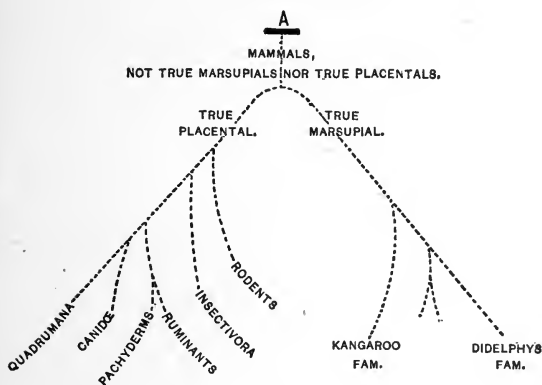 A
MAMMALS,
NOT TRUE MARSUPIALS NOR TRUE PLACENTALS.
TRUE
PLACENTAL.
TRUE
MARSUPIAL.
QUADRUMANA
CANIDŒ
PACHYDERMS
RUMINANTS
INSECTIVORA
RODENTS
KANGAROO
FAM.
DIDELPHYS
FAM.